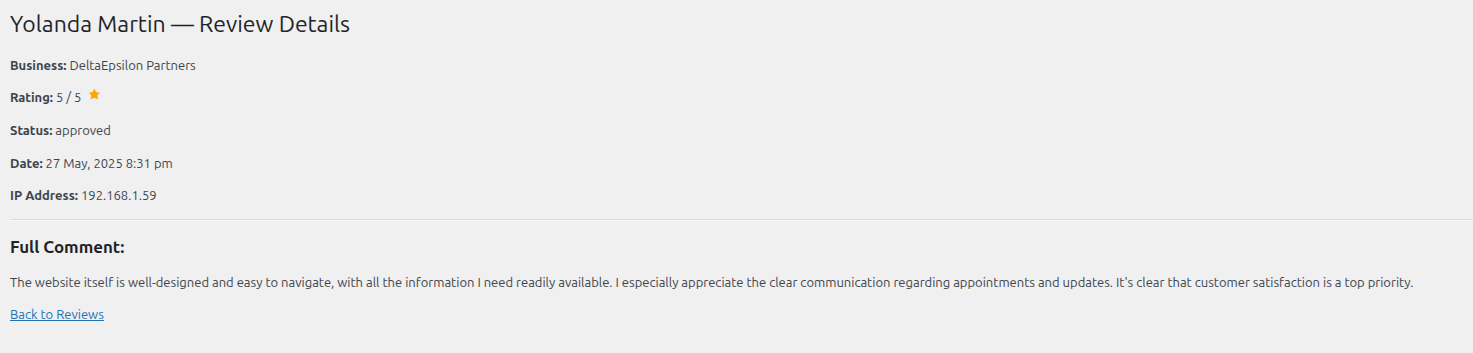 Yolanda Martin — Review Details
Business: DeltaEpsilon Partners
Rating: 5 / 5
Status: approved
Date: 27 May, 2025 8:31 pm
IP Address: 192.168.1.59
Full Comment:
The website itself is well-designed and easy to navigate, with all the information I need readily available. I especially appreciate the clear communication regarding appointments and updates. It's clear that customer satisfaction is a top priority.
Back to Reviews